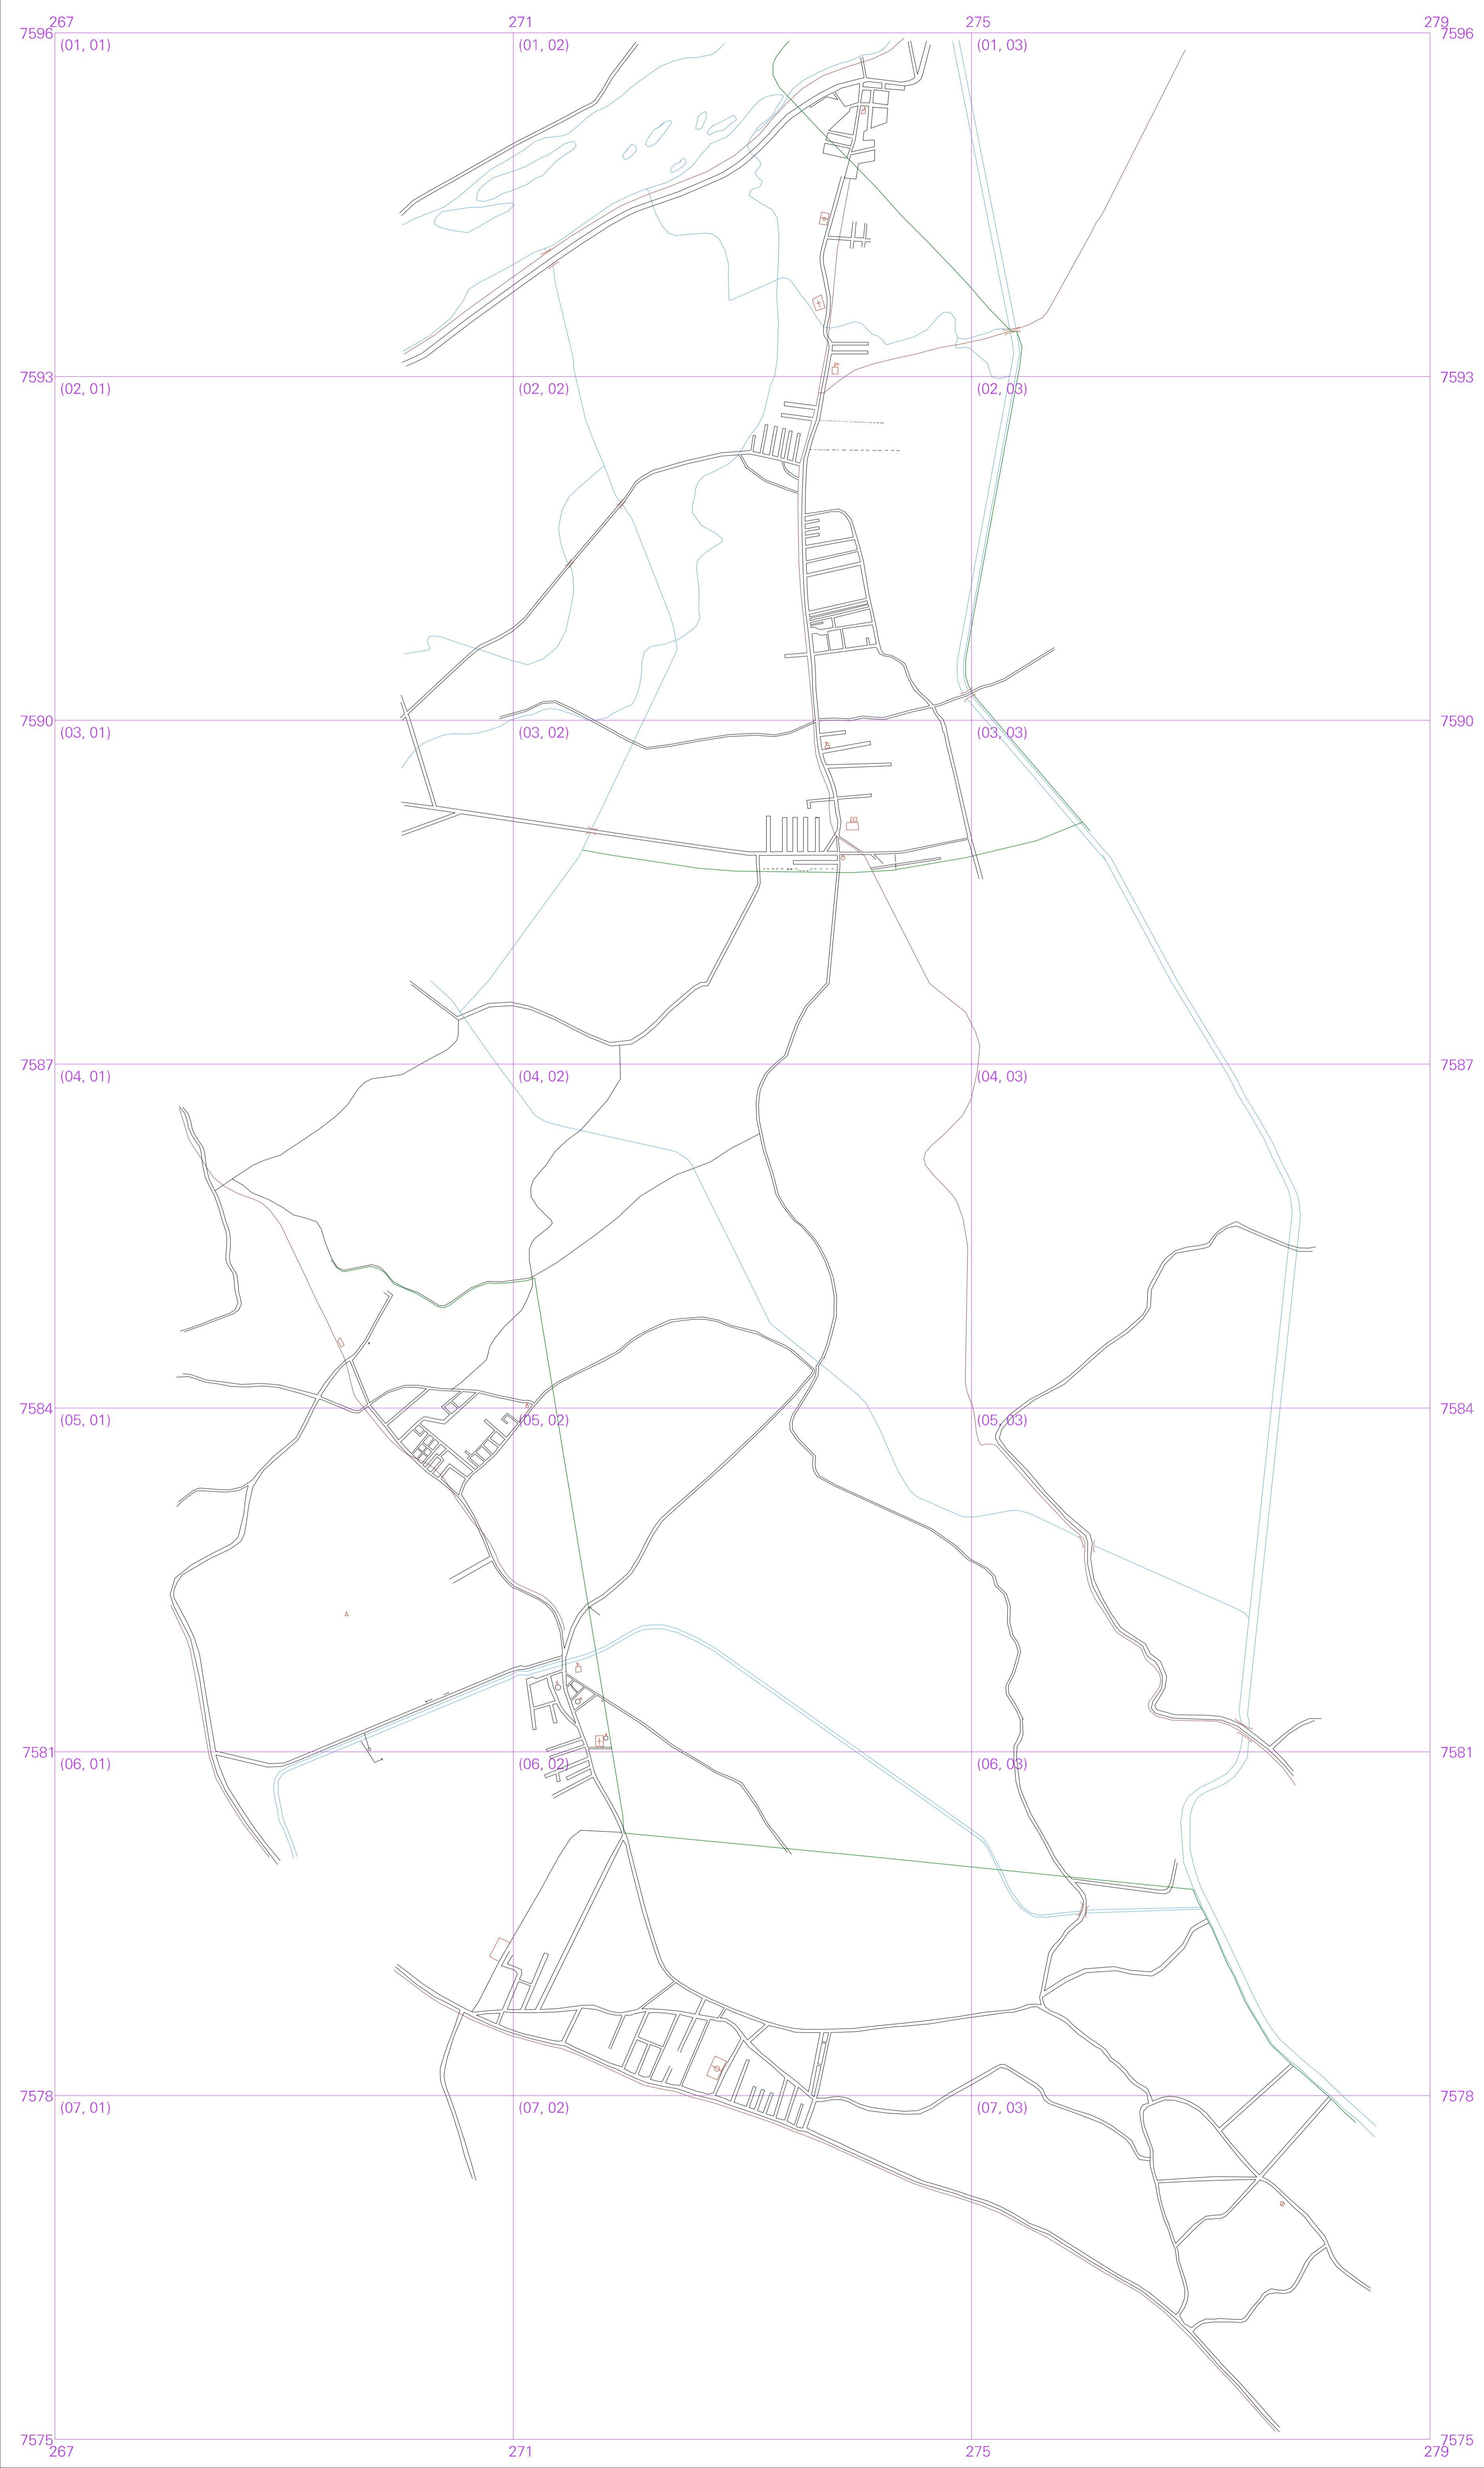 267 271 275 279
7596 7596
(01, 01) (01, 02) (01, 03)
7593 7593
(02, 01) (02, 02) (02, 03)
7590 7590
(03, 01) (03, 02) (03, 03)
7587 7587
(04, 01) (04, 02) (04, 03)
7584 7584
(05, 01) (05, 02) (05, 03)
7581 7581
(06, 01) (06, 02) (06, 03)
7578 7578
(07, 01) (07, 02) (07, 03)
7575 7575
267 271 275 279